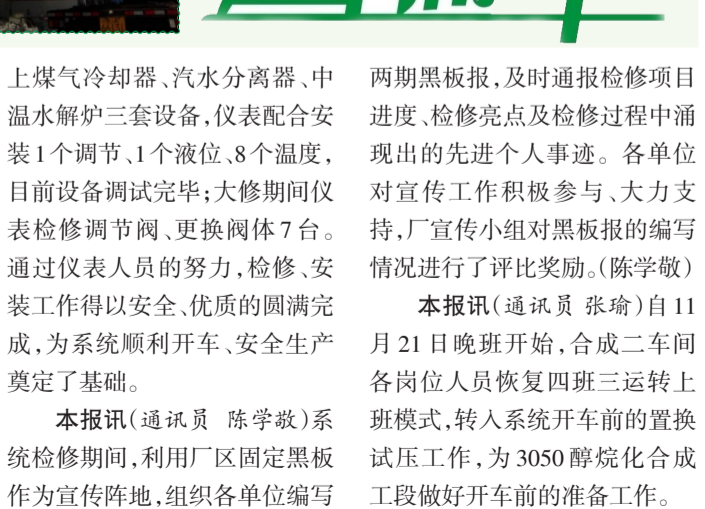 上煤气冷却器、汽水分离器、中
温水解炉三套设备,仪表配合安
装1个调节、1个液位、8个温度,
目前设备调试完毕;大修期间仪
表检修调节阀、更换阀体7台。
通过仪表人员的努力,检修、安
装工作得以安全、优质的圆满完
成,为系统顺利开车、安全生产
奠定了基础。
本报讯(通讯员 陈学敬)系
统检修期间,利用厂区固定黑板
作为宣传阵地,组织各单位编写
两期黑板报,及时通报检修项目
进度、检修亮点及检修过程中涌
现出的先进个人事迹。各单位
对宣传工作积极参与、大力支
持,厂宣传小组对黑板报的编写
情况进行了评比奖励。(陈学敬)
本报讯(通讯员 张瑜)自11
月21日晚班开始,合成二车间
各岗位人员恢复四班三运转上
班模式,转入系统开车前的置换
试压工作,为3050醇烷化合成
工段做好开车前的准备工作。